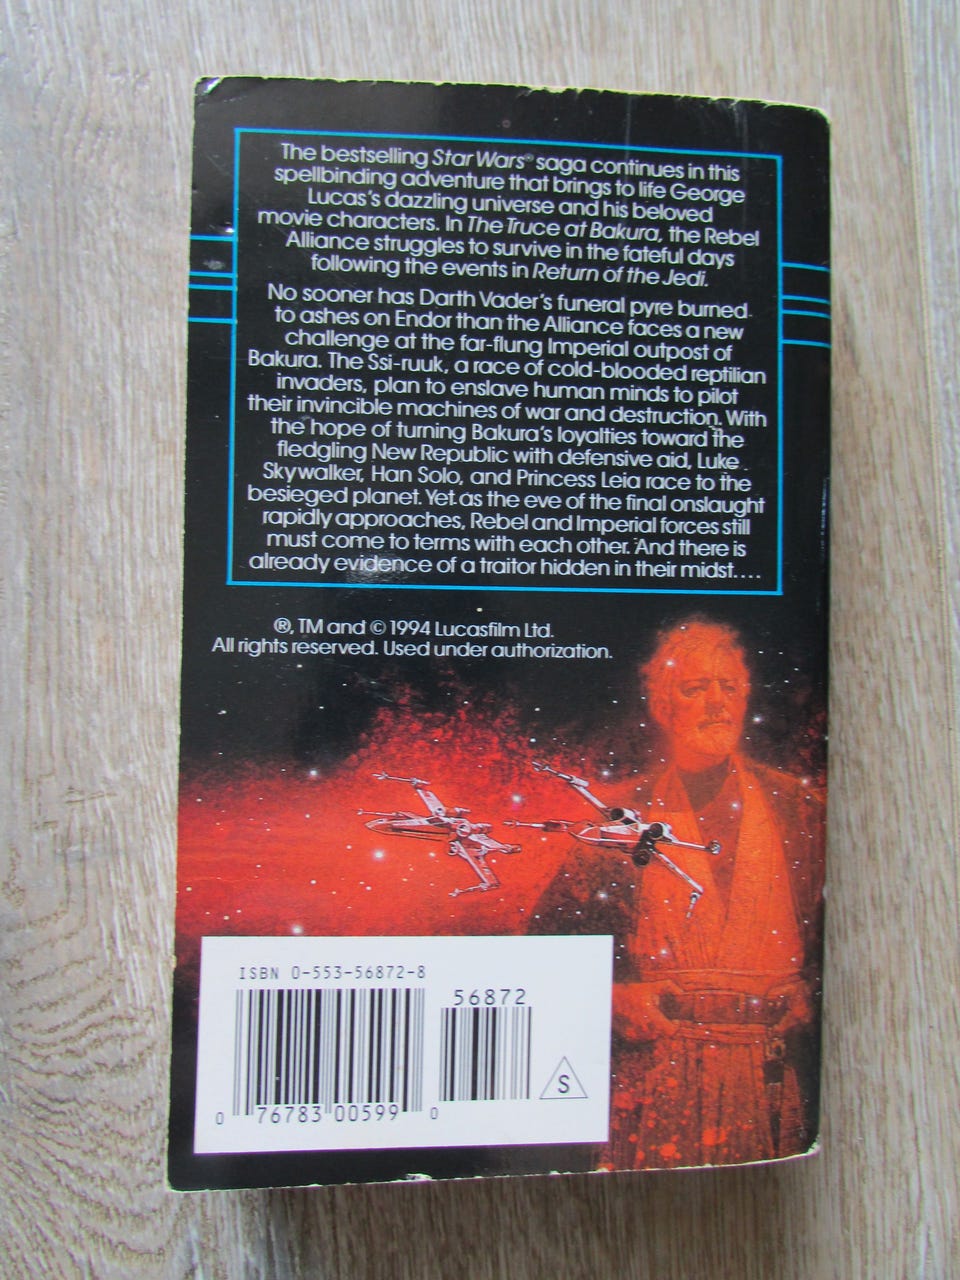 The bestselling Star Wars® saga continues in this
spellbinding adventure that brings to life George
Lucas's dazzling universe and his beloved
movie characters. In The Truce at Bakura, the Rebel
Alliance struggles to survive in the fateful days
following the events in Return of the Jedi.
No sooner has Darth Vader's funeral pyre burned
to ashes on Endor than the Alliance faces a new
challenge at the far-flung Imperial outpost of
Bakura. The Ssi-ruuk, a race of cold-blooded reptilian
invaders, plan to enslave human minds to pilot
their invincible machines of war and destruction. With
the hope of turning Bakura's loyalties toward the
fledgling New Republic with defensive aid, Luke
Skywalker, Han Solo, and Princess Leia race to the
besieged planet. Yet as the eve of the final onslaught
rapidly approaches, Rebel and Imperial forces still
must come to terms with each other. And there is
already evidence of a traitor hidden in their midst....
®, TM and © 1994 Lucasfilm Ltd.
All rights reserved. Used under authorization.
ISBN 0-553-56872-8
56872
S
0 76783 00599 0